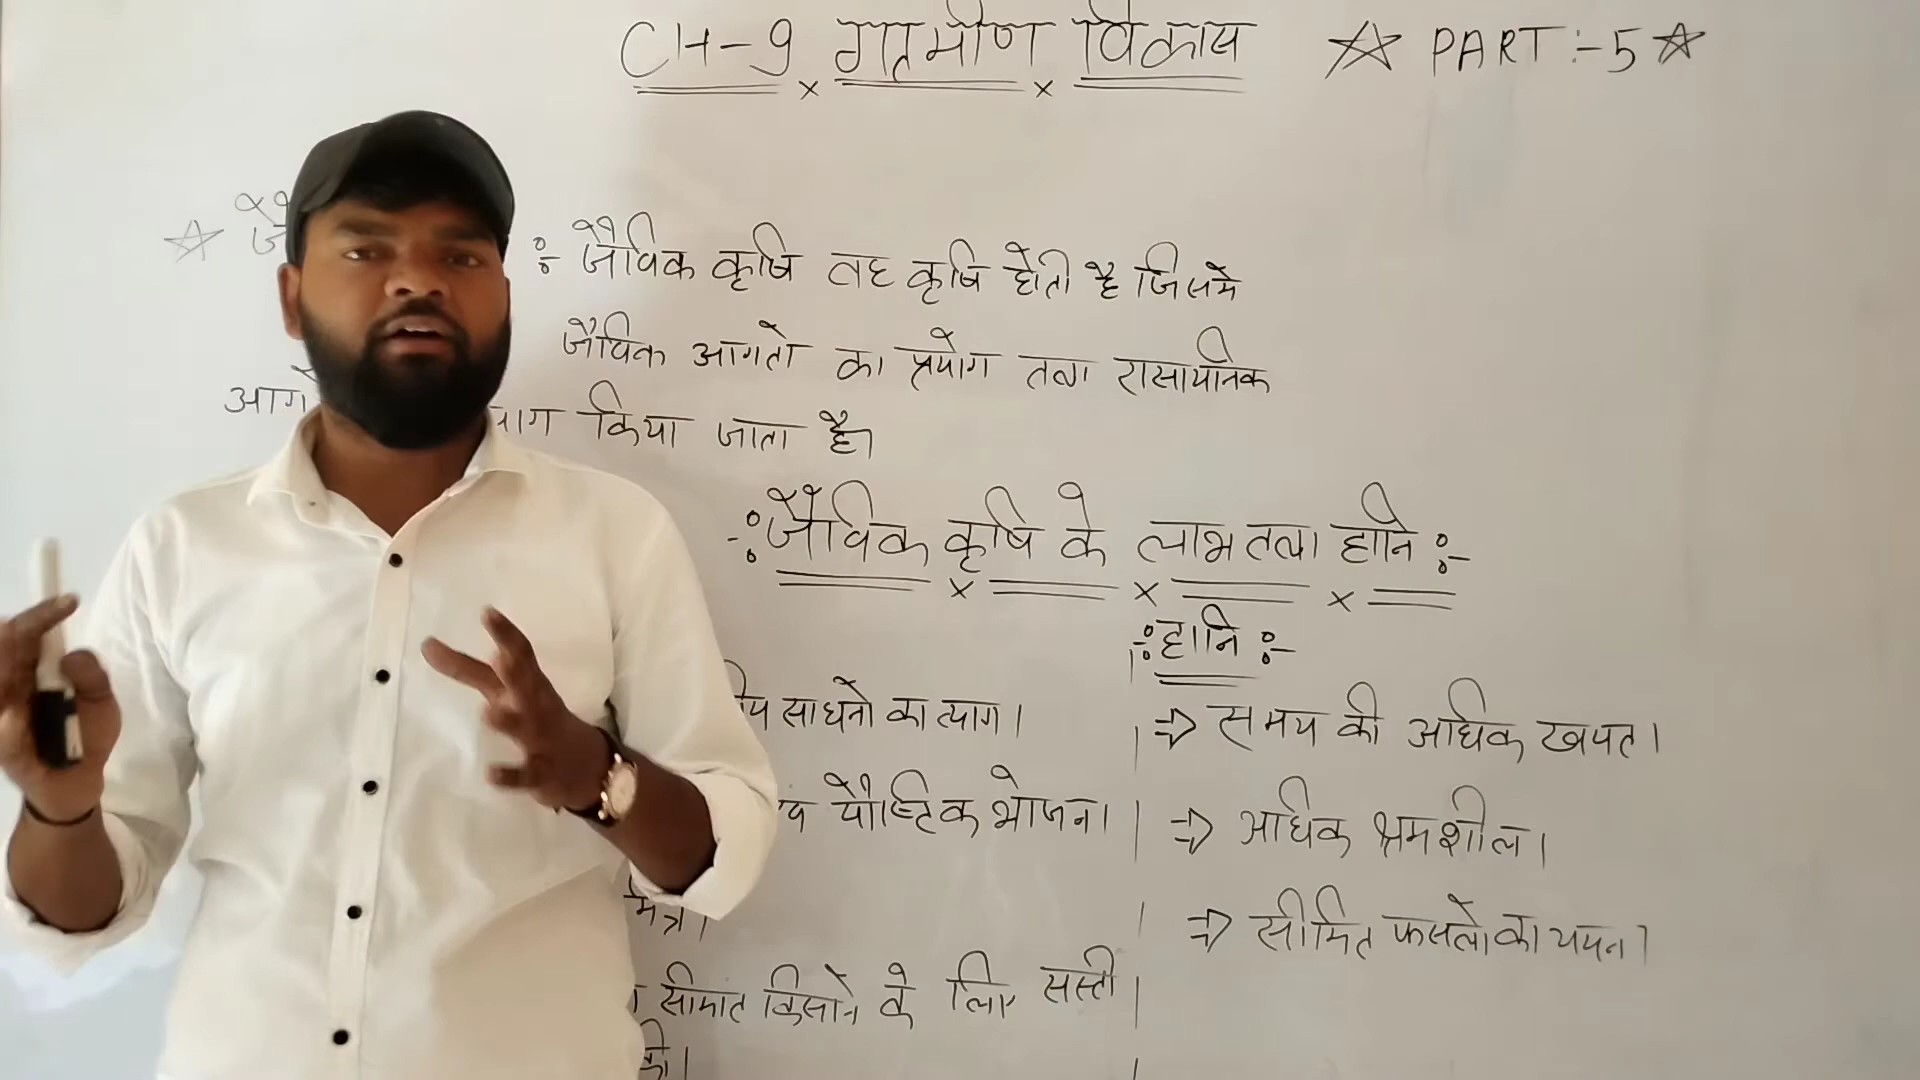 CH-9 ग्रामीण विकास ☆ PART:-5 ☆
☆ जै :- जैविक कृषि वह कृषि होती है जिसमे
जैविक आगतो का प्रयोग तथा रासायनिक
आग किया जाता है।
-: जैविक कृषि के लाभ तथा हानि :-
-: हानि :-
साधनो का त्याग।
⇒ समय की अधिक खपत।
पौष्टिक भोजन।
⇒ अधिक श्रमशील।
मित्र।
⇒ सीमित फसलो का चयन।
सीमांत किसानो के लिए सस्ती